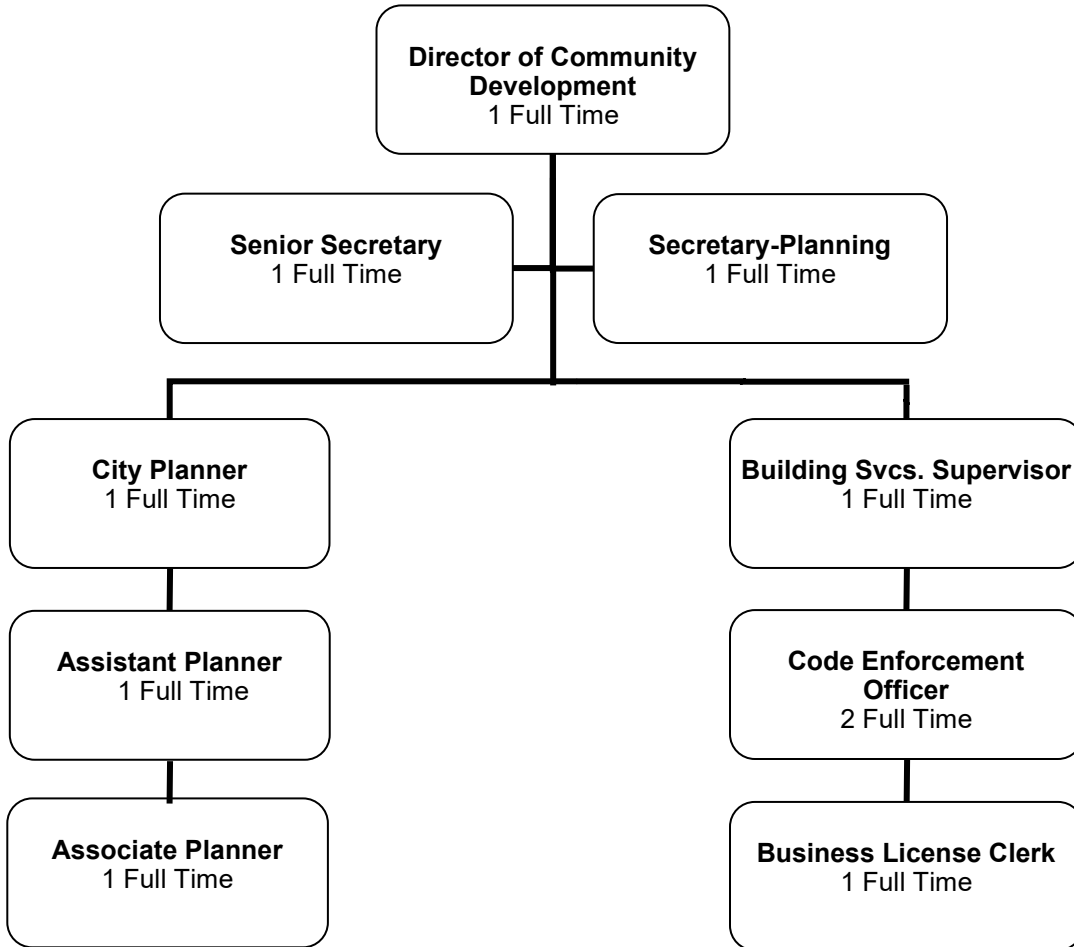 Director of Community
Development
1 Full Time
Senior Secretary
1 Full Time
Secretary-Planning
1 Full Time
City Planner
1 Full Time
Building Svcs. Supervisor
1 Full Time
Assistant Planner
1 Full Time
Code Enforcement
Officer
2 Full Time
Associate Planner
1 Full Time
Business License Clerk
1 Full Time